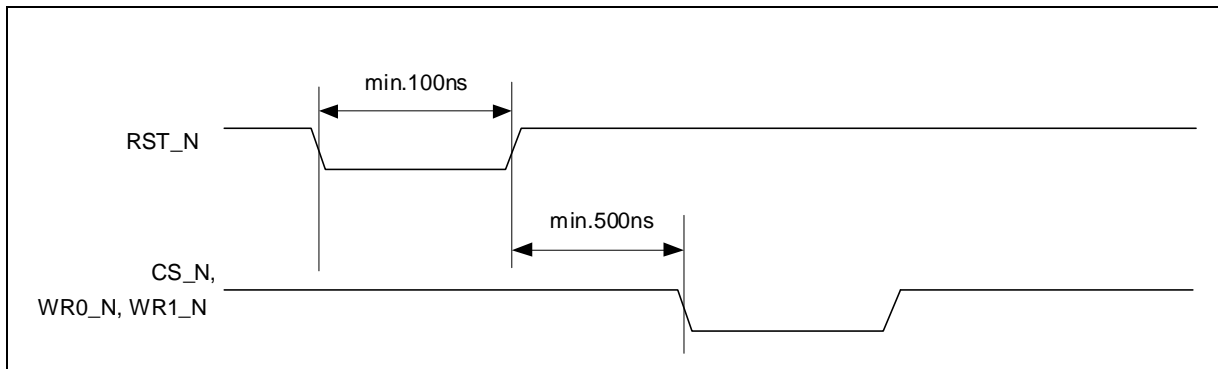 min.100ns
RST_N
min.500ns
CS_N,
WR0_N, WR1_N